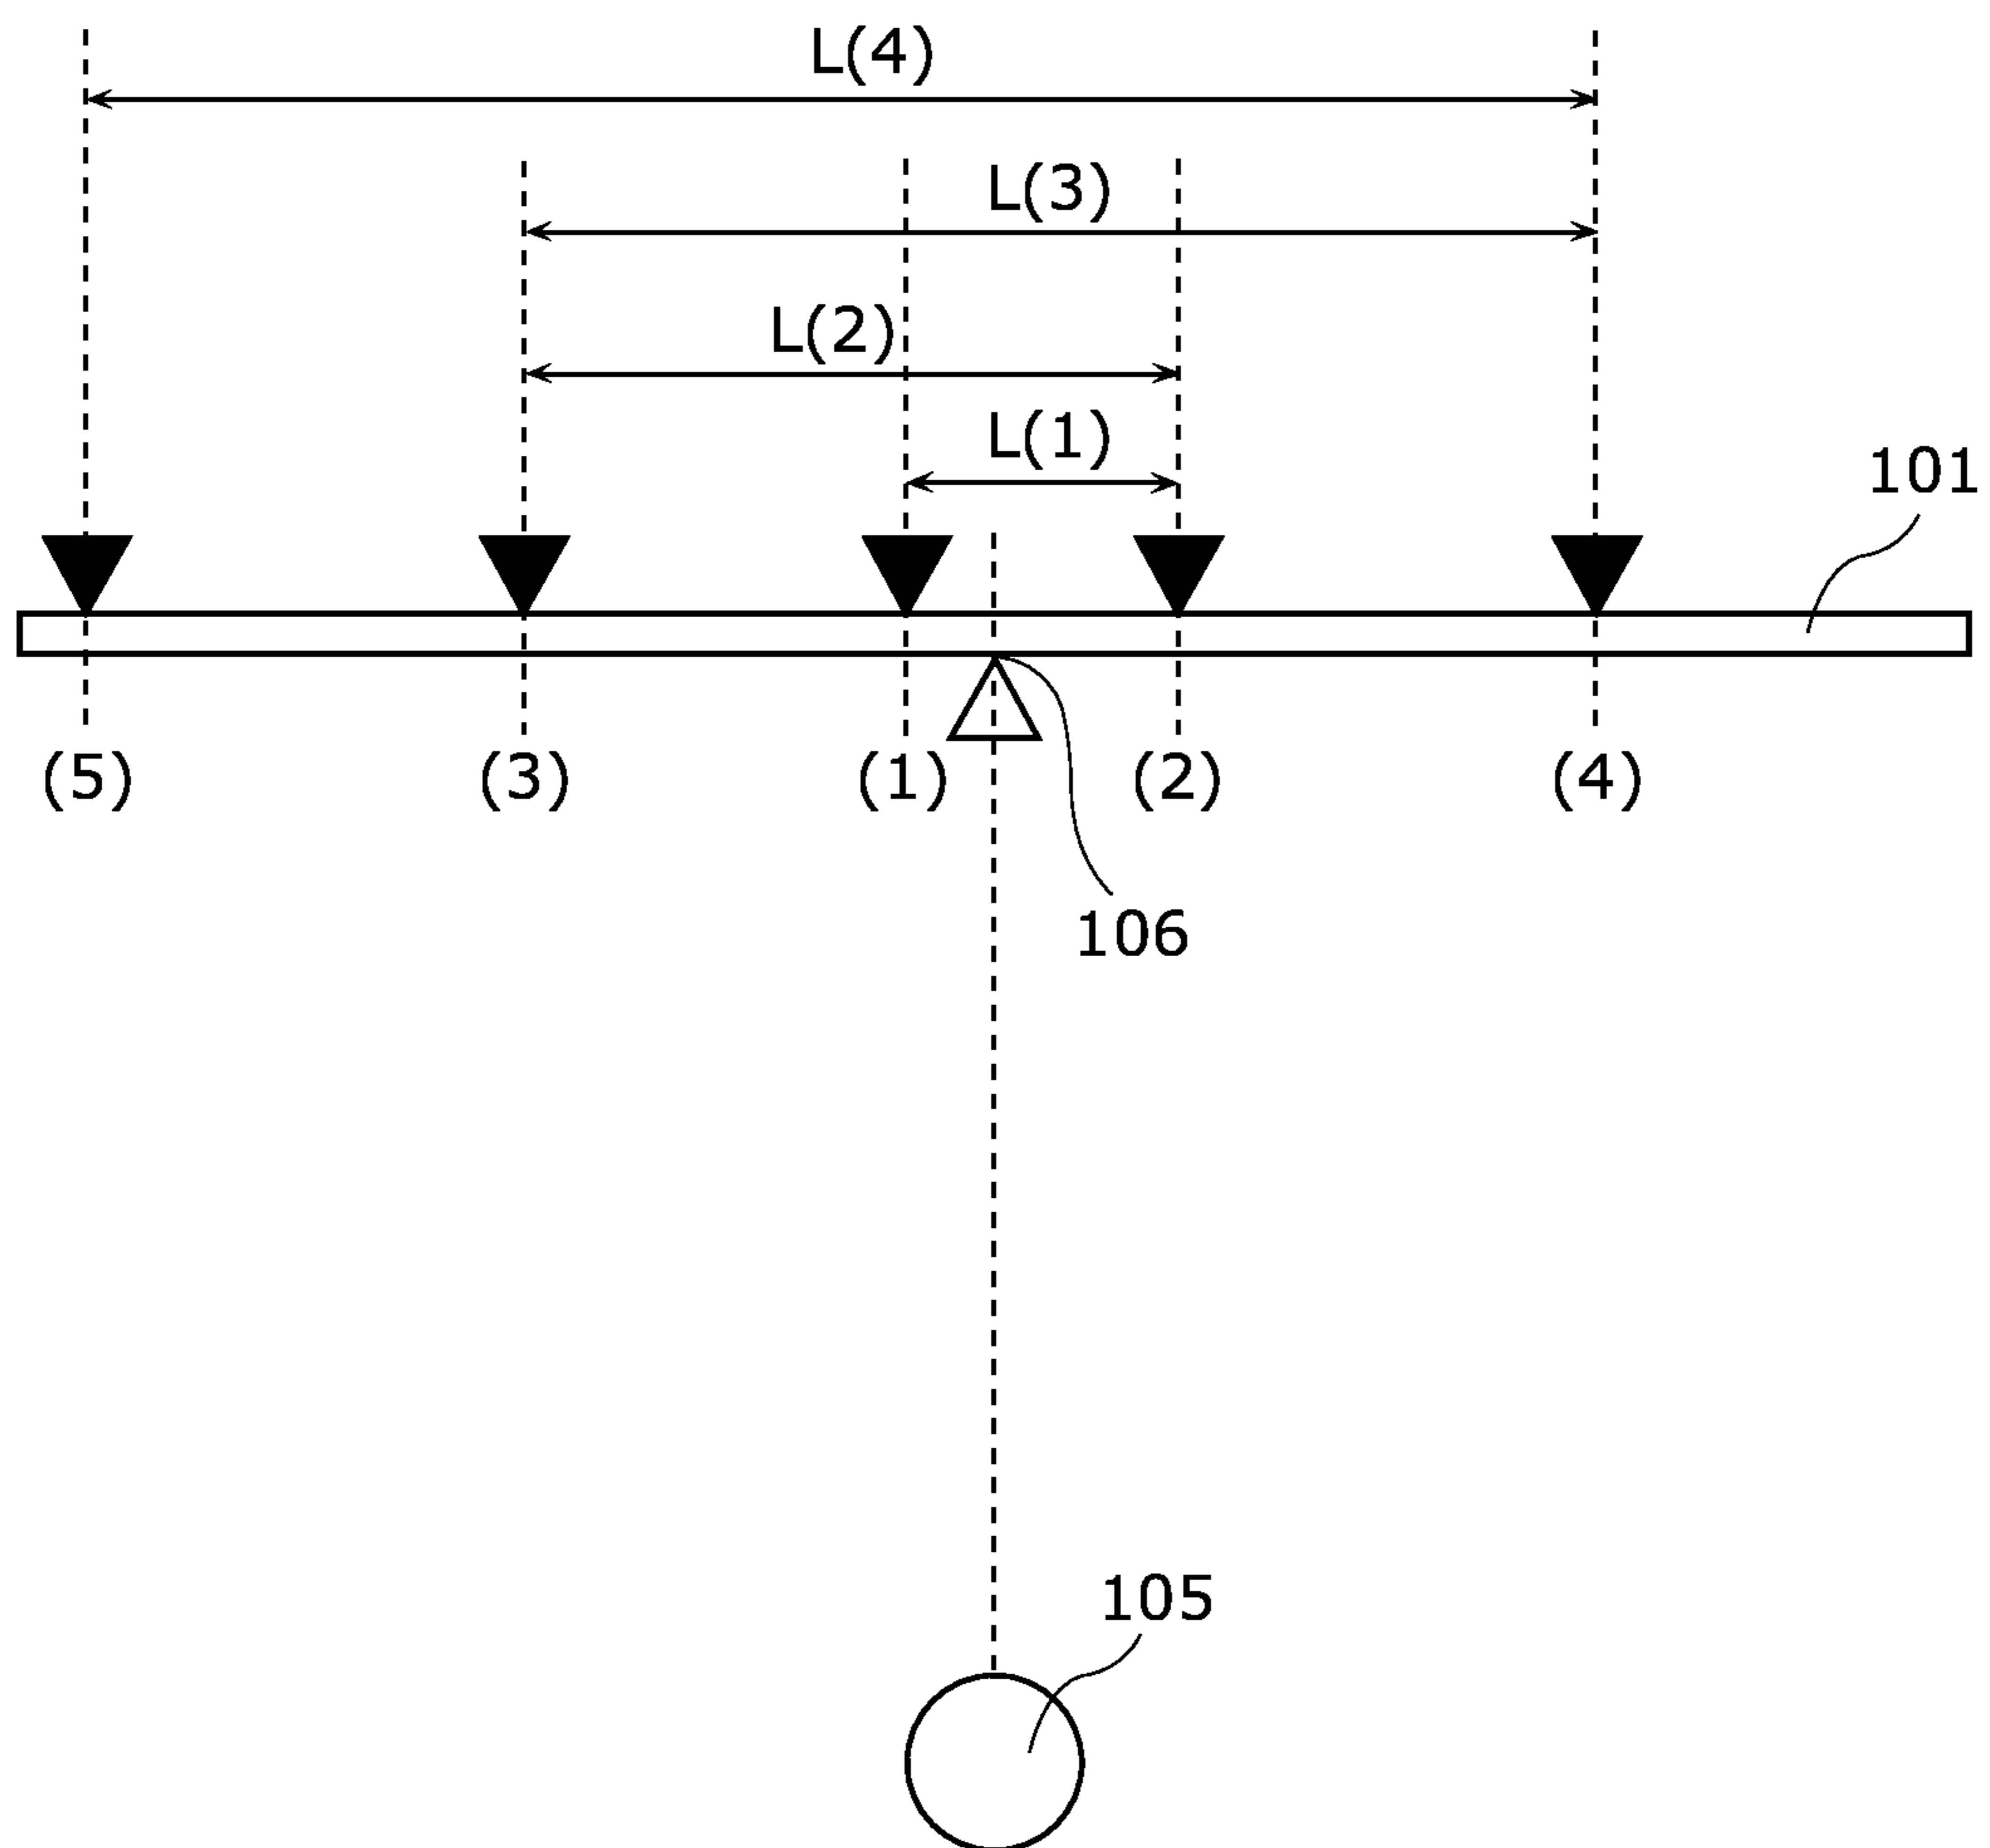 L(4)
L(3)
L(2)
L(1)
101
(5) (3) (1) (2) (4)
106
105